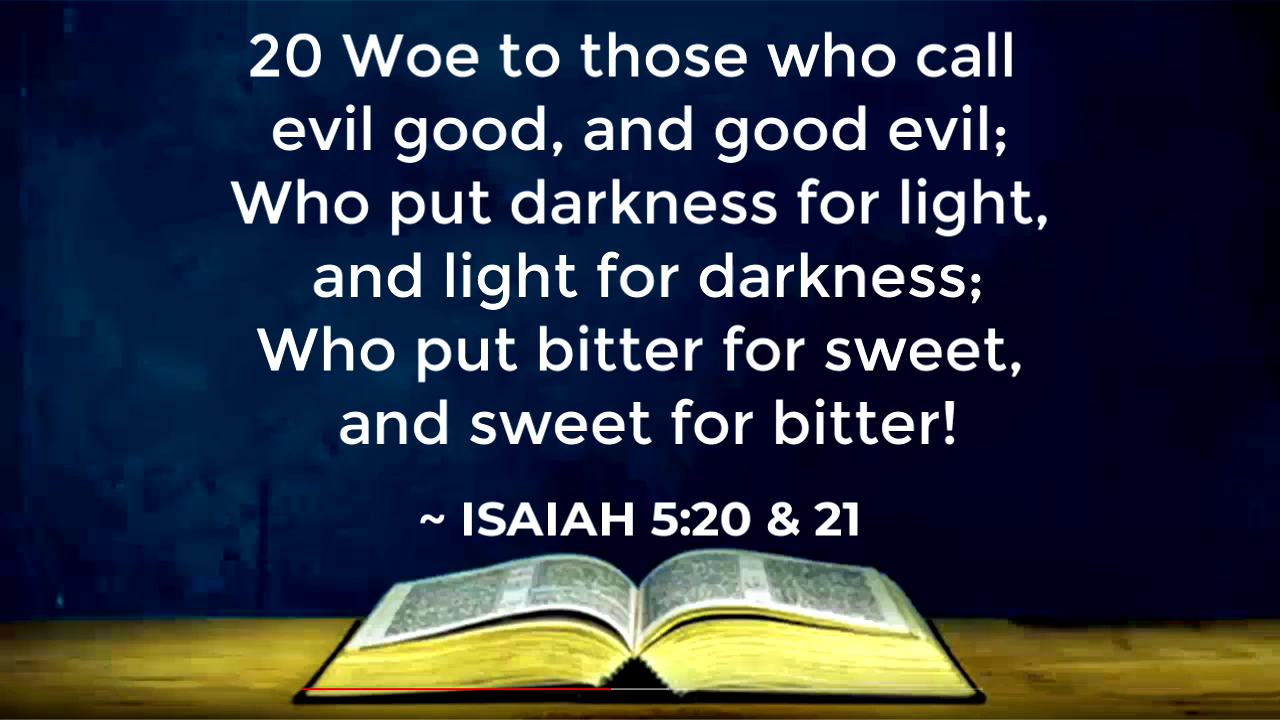 20 Woe to those who call
evil good, and good evil;
Who put darkness for light,
and light for darkness;
Who put bitter for sweet,
and sweet for bitter!
~ ISAIAH 5:20 & 21